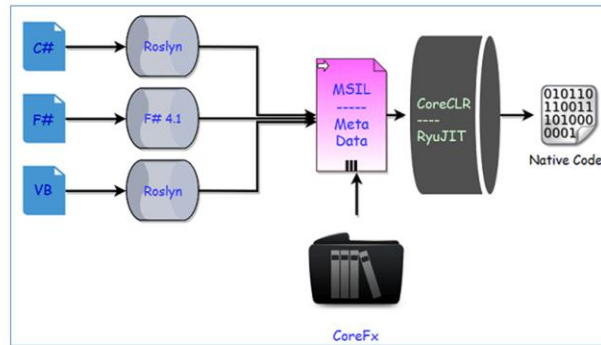 C#
Roslyn
F#
F# 4.1
VB
Roslyn
MSIL
-----
Meta
Data
CoreCLR
----
RyuJIT
010110
110011
101000
0001
Native Code
CoreFx